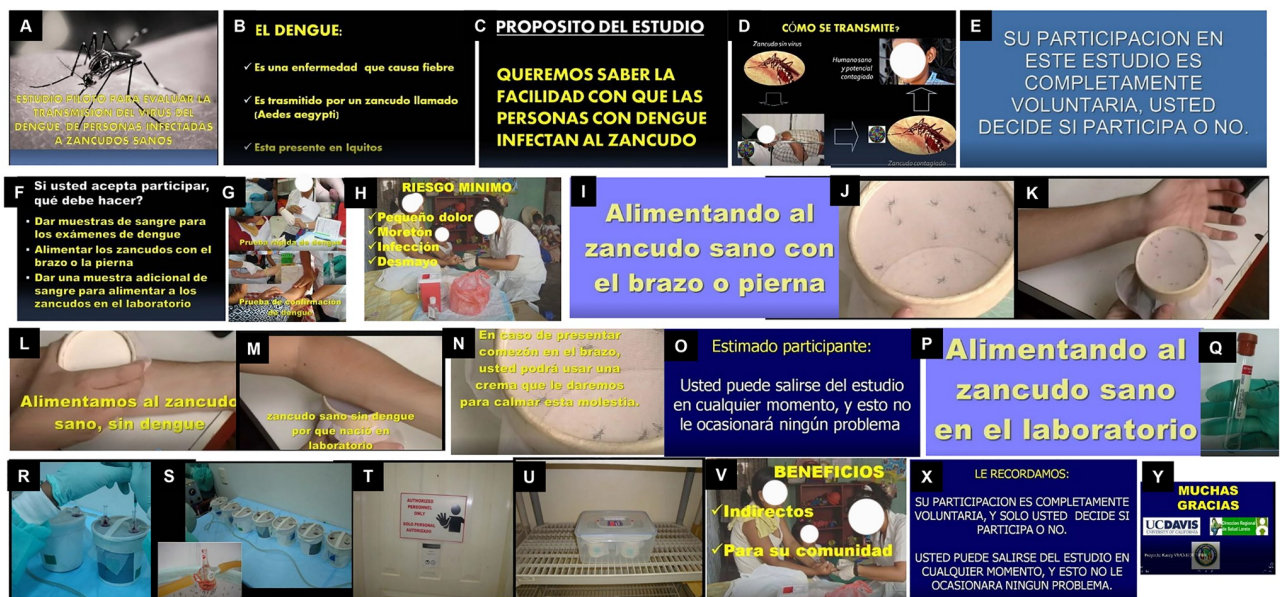 A
ESTUDIO PILOTO PARA EVALUAR LA
TRANSMISION DEL VIRUS DEL
DENGUE, DE PERSONAS INFECTADAS
A ZANCUDOS SANOS
B
EL DENGUE:
✓ Es una enfermedad que causa fiebre
✓ Es trasmitido por un zancudo llamado
(Aedes aegypti)
✓ Esta presente en Iquitos
C
PROPOSITO DEL ESTUDIO
QUEREMOS SABER LA
FACILIDAD CON QUE LAS
PERSONAS CON DENGUE
INFECTAN AL ZANCUDO
D
CÓMO SE TRANSMITE?
Zancudo sin virus
Humano sano
y potencial
contagiado
Zancudo contagiado
E
SU PARTICIPACION EN
ESTE ESTUDIO ES
COMPLETAMENTE
VOLUNTARIA, USTED
DECIDE SI PARTICIPA O NO.
F
Si usted acepta participar,
qué debe hacer?
• Dar muestras de sangre para
los exámenes de dengue
• Alimentar los zancudos con el
brazo o la pierna
• Dar una muestra adicional de
sangre para alimentar a los
zancudos en el laboratorio
G
Prueba rápida de dengue
Prueba de confirmación
de dengue
H
RIESGO MINIMO
✓Pequeño dolor
✓Moretón
✓Infección
✓Desmayo
I
Alimentando al
zancudo sano con
el brazo o pierna
J
K
L
Alimentamos al zancudo
sano, sin dengue
M
zancudo sano sin dengue
por que nació en
laboratorio
N
En caso de presentar
comezón en el brazo,
usted podrá usar una
crema que le daremos
para calmar esta molestia.
O
Estimado participante:
Usted puede salirse del estudio
en cualquier momento, y esto no
le ocasionará ningún problema
P
Alimentando al
zancudo sano
en el laboratorio
Q
R
S
T
AUTHORIZED
PERSONNEL
ONLY
SOLO PERSONAL
AUTORIZADO
U
V
BENEFICIOS
✓Indirectos
✓Para su comunidad
X
LE RECORDAMOS:
SU PARTICIPACION ES COMPLETAMENTE
VOLUNTARIA, Y SOLO USTED DECIDE SI
PARTICIPA O NO.
USTED PUEDE SALIRSE DEL ESTUDIO EN
CUALQUIER MOMENTO, Y ESTO NO LE
OCASIONARA NINGUN PROBLEMA.
Y
MUCHAS
GRACIAS
UCDAVIS
UNIVERSITY OF CALIFORNIA
Direccion Regional
de Salud Loreto